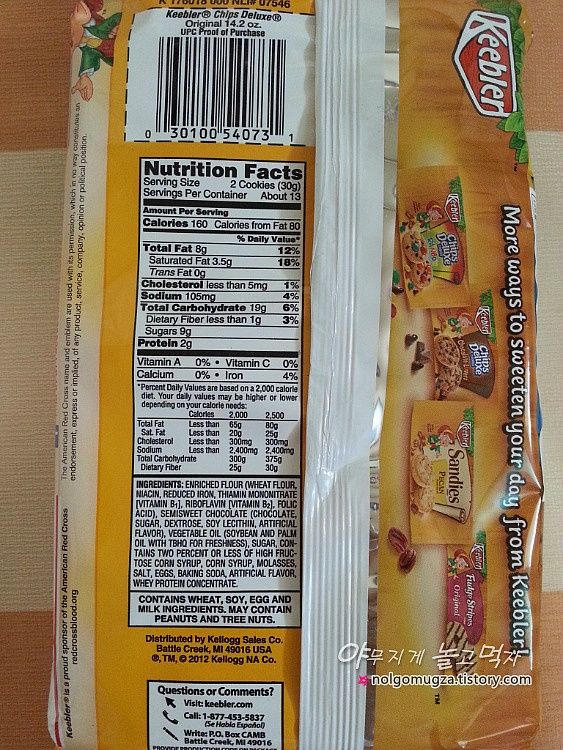 K 176018 000 NLI# 07546
Keebler® Chips Deluxe®
Original 14.2 oz.
UPC Proof of Purchase
0 30100 54073 1
Nutrition Facts
Serving Size 2 Cookies (30g)
Servings Per Container About 13
Amount Per Serving
Calories 160 Calories from Fat 80
% Daily Value*
Total Fat 8g 12%
Saturated Fat 3.5g 18%
Trans Fat 0g
Cholesterol less than 5mg 1%
Sodium 105mg 4%
Total Carbohydrate 19g 6%
Dietary Fiber less than 1g 3%
Sugars 9g
Protein 2g
Vitamin A 0% • Vitamin C 0%
Calcium 0% • Iron 4%
*Percent Daily Values are based on a 2,000 calorie
diet. Your daily values may be higher or lower
depending on your calorie needs:
Calories 2,000 2,500
Total Fat Less than 65g 80g
Sat. Fat Less than 20g 25g
Cholesterol Less than 300mg 300mg
Sodium Less than 2,400mg 2,400mg
Total Carbohydrate 300g 375g
Dietary Fiber 25g 30g
INGREDIENTS: ENRICHED FLOUR (WHEAT FLOUR,
NIACIN, REDUCED IRON, THIAMIN MONONITRATE
[VITAMIN B₁], RIBOFLAVIN [VITAMIN B₂], FOLIC
ACID), SEMISWEET CHOCOLATE (CHOCOLATE,
SUGAR, DEXTROSE, SOY LECITHIN, ARTIFICIAL
FLAVOR), VEGETABLE OIL (SOYBEAN AND PALM
OIL WITH TBHQ FOR FRESHNESS), SUGAR, CON-
TAINS TWO PERCENT OR LESS OF HIGH FRUC-
TOSE CORN SYRUP, CORN SYRUP, MOLASSES,
SALT, EGGS, BAKING SODA, ARTIFICIAL FLAVOR,
WHEY PROTEIN CONCENTRATE.
CONTAINS WHEAT, SOY, EGG AND
MILK INGREDIENTS. MAY CONTAIN
PEANUTS AND TREE NUTS.
Distributed by Kellogg Sales Co.
Battle Creek, MI 49016 USA
®, TM, © 2012 Kellogg NA Co.
Questions or Comments?
Visit: keebler.com
Call: 1-877-453-5837
(Se Habla Español)
Write: P.O. Box CAMB
Battle Creek, MI 49016
PROVIDE PRODUCTION CODE ON PACKAGE
Keebler® is a proud sponsor of the American Red Cross
redcrossblood.org
The American Red Cross name and emblem are used with its permission, which in no way constitutes an
endorsement, express or implied, of any product, service, company, opinion or political position.
Keebler
More ways to sweeten your day from Keebler!
™
Keebler
Chips
Deluxe
Keebler
Chips
Deluxe
Keebler
Sandies
Pecan
Keebler
Fudge Stripes
Original
야무지게 놀고먹자
nolgomugza.tistory.com